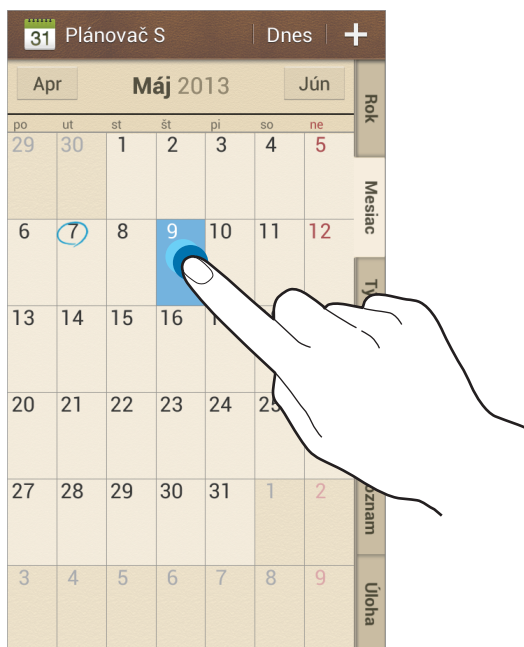 31 Plánovač S Dnes +
Apr Máj 2013 Jún
po ut st št pi so ne
29 30 1 2 3 4 5
6 7 8 9 10 11 12
13 14 15 16
20 21 22 23 24
27 28 29 30 31 1 2
3 4 5 6 7 8 9
Rok
Mesiac
Úloha